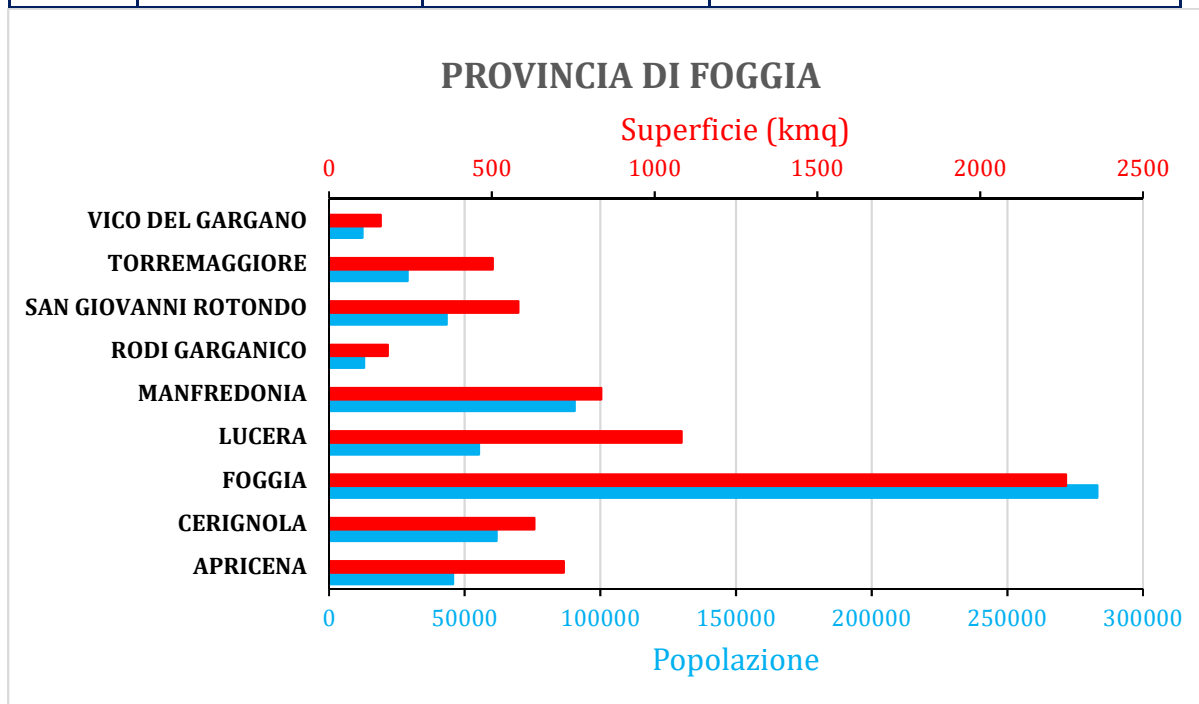 PROVINCIA DI FOGGIA
Superficie (kmq)
0 500 1000 1500 2000 2500
VICO DEL GARGANO
TORREMAGGIORE
SAN GIOVANNI ROTONDO
RODI GARGANICO
MANFREDONIA
LUCERA
FOGGIA
CERIGNOLA
APRICENA
0 50000 100000 150000 200000 250000 300000
Popolazione